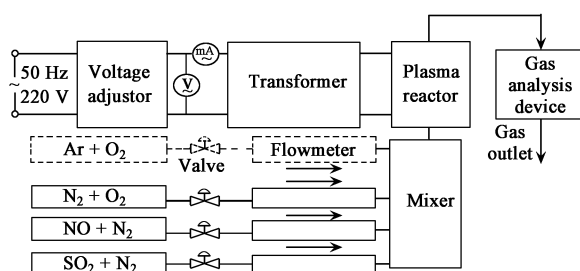 50 Hz
~
220 V
Voltage
adjustor
mA
~
V
~
Transformer
Plasma
reactor
Gas
analysis
device
Gas
outlet
Ar + O₂
Valve
Flowmeter
N₂ + O₂
NO + N₂
SO₂ + N₂
Mixer